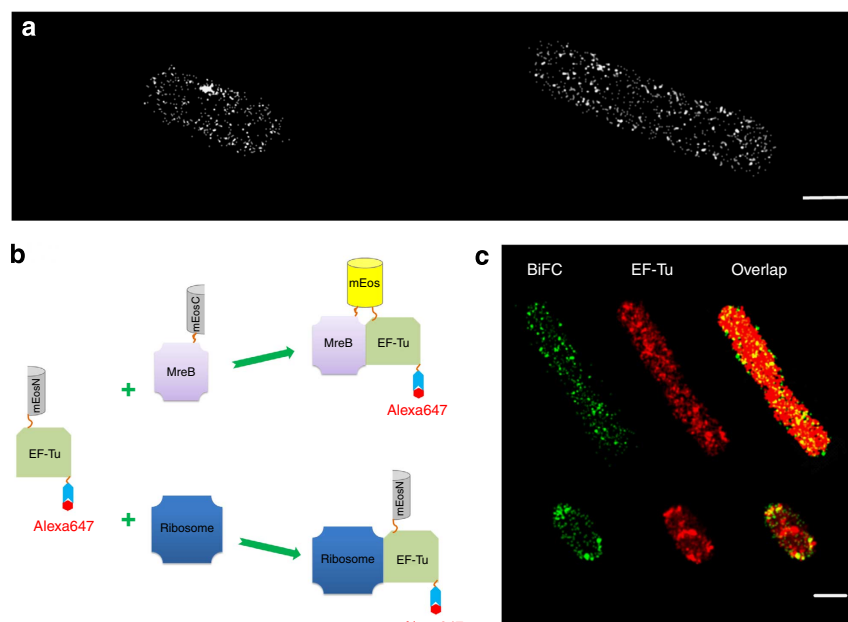 a
b
c
BiFC EF-Tu Overlap
mEos
mEosC
MreB EF-Tu
MreB
mEosN
Alexa647
EF-Tu
mEosN
Alexa647
Ribosome
Ribosome EF-Tu